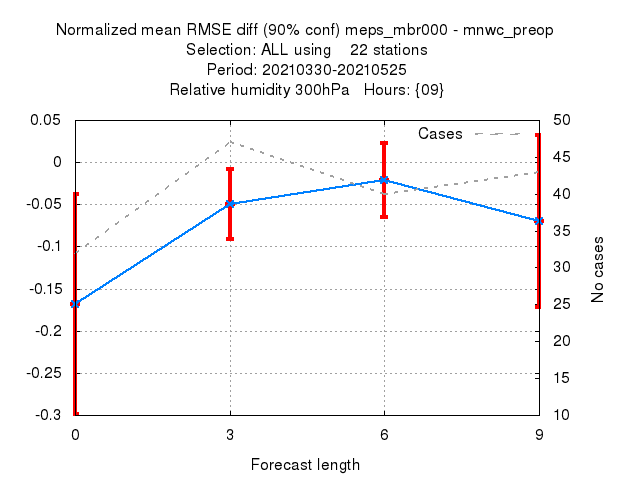 Normalized mean RMSE diff (90% conf) meps_mbr000 - mnwc_preop
Selection: ALL using    22 stations
Period: 20210330-20210525
Relative humidity 300hPa   Hours: {09}
Cases
0.05
0
-0.05
-0.1
-0.15
-0.2
-0.25
-0.3
50
45
40
35
30
25
20
15
10
No cases
0 3 6 9
Forecast length